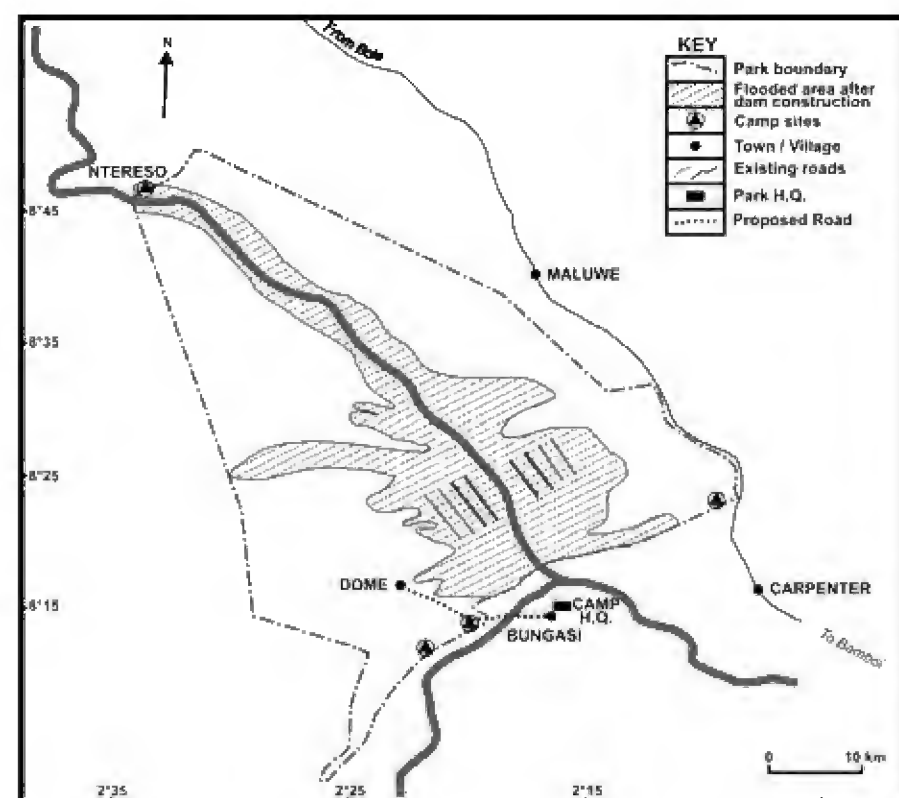 From Bole
N
KEY
Park boundary
Flooded area after
dam construction
Camp sites
Town / Village
Existing roads
Park H.Q.
Proposed Road
NTERESO
8°45
MALUWE
8°35
8°25
DOME
CARPENTER
CAMP
H.Q.
8°15
BUNGASI
To Bamboi
0 10 km
2°35 2°25 2°15